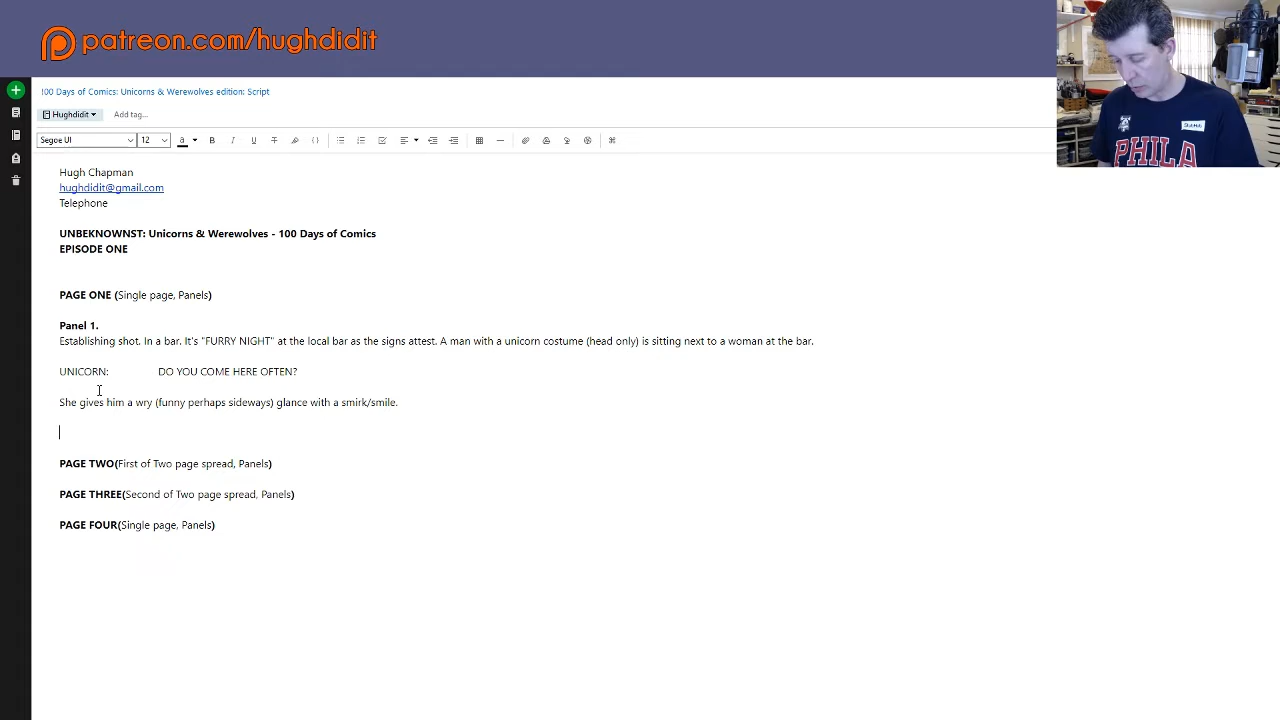 patreon.com/hughdidit
100 Days of Comics: Unicorns & Werewolves edition: Script
Hughdidit Add tag...
Segoe UI 12 a B I U T
Hugh Chapman
hughdidit@gmail.com
Telephone
UNBEKNOWNST: Unicorns & Werewolves - 100 Days of Comics
EPISODE ONE
PAGE ONE (Single page, Panels)
Panel 1.
Establishing shot. In a bar. It's "FURRY NIGHT" at the local bar as the signs attest. A man with a unicorn costume (head only) is sitting next to a woman at the bar.
UNICORN: DO YOU COME HERE OFTEN?
She gives him a wry (funny perhaps sideways) glance with a smirk/smile.
PAGE TWO(First of Two page spread, Panels)
PAGE THREE(Second of Two page spread, Panels)
PAGE FOUR(Single page, Panels)
PHILA